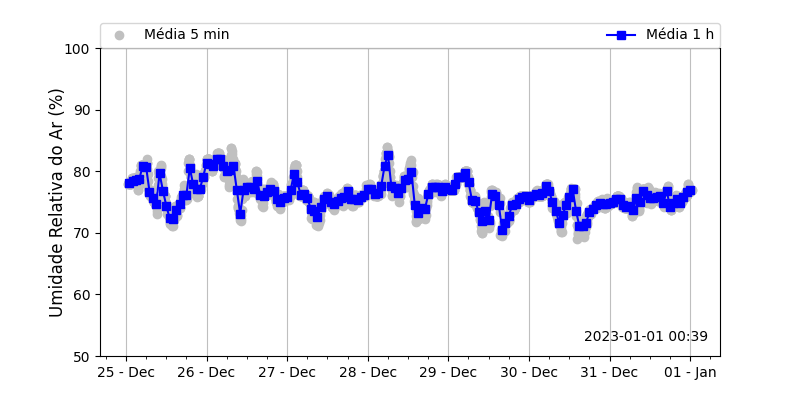 Média 5 min
Média 1 h
Umidade Relativa do Ar (%)
100
90
80
70
60
50
2023-01-01 00:39
25 - Dec
26 - Dec
27 - Dec
28 - Dec
29 - Dec
30 - Dec
31 - Dec
01 - Jan